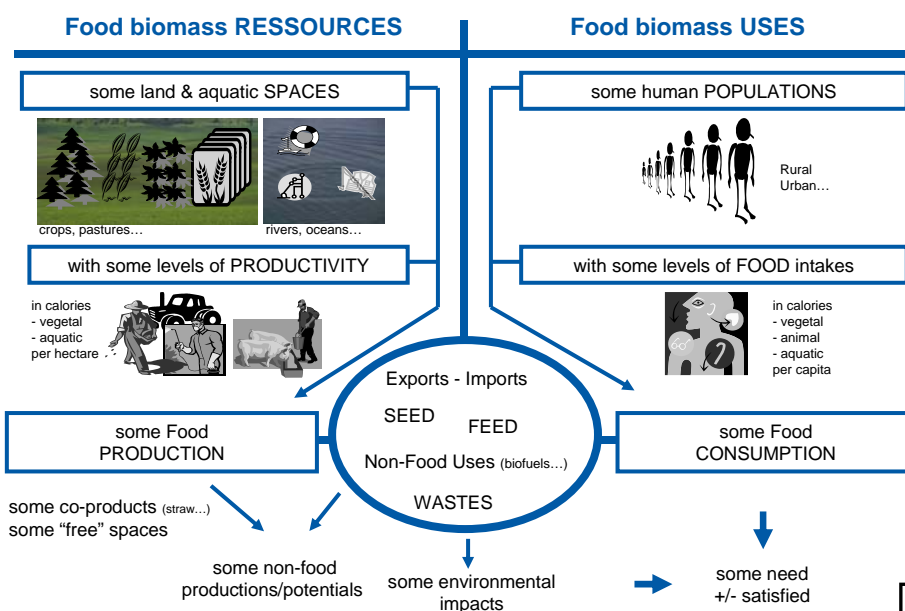 Food biomass RESSOURCES
Food biomass USES
some land & aquatic SPACES
some human POPULATIONS
Rural
Urban…
crops, pastures…
rivers, oceans…
with some levels of PRODUCTIVITY
with some levels of FOOD intakes
in calories
- vegetal
- aquatic
per hectare
in calories
- vegetal
- animal
- aquatic
per capita
Exports - Imports
SEED
FEED
Non-Food Uses (biofuels…)
WASTES
some Food
PRODUCTION
some Food
CONSUMPTION
some co-products (straw…)
some “free” spaces
some non-food
productions/potentials
some environmental
impacts
some need
+/- satisfied